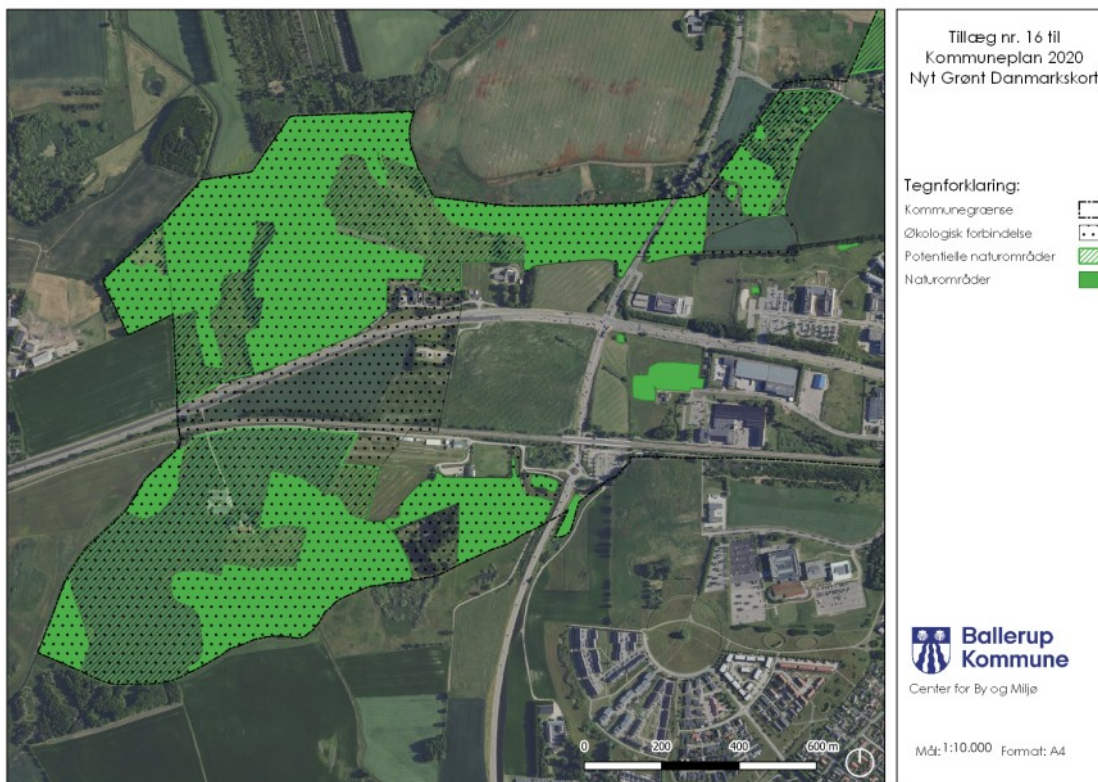 Tillæg nr. 16 til
Kommuneplan 2020
Nyt Grønt Danmarkskort
Tegnforklaring:
Kommunegrænse
Økologisk forbindelse
Potentielle naturområder
Naturområder
Ballerup
Kommune
Center for By og Miljø
Mål: 1:10.000 Format: A4
0 200 400 600 m